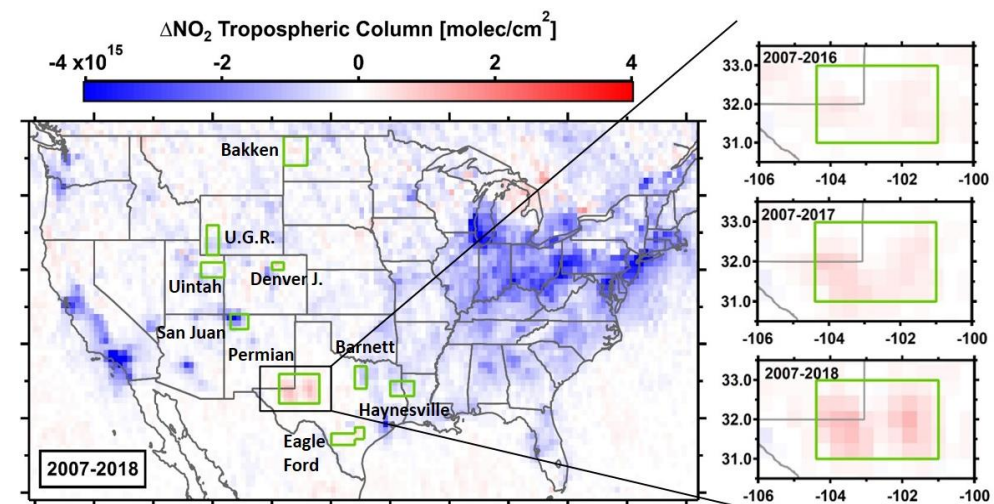 ΔNO₂ Tropospheric Column [molec/cm²]
-4 x10¹⁵ -2 0 2 4
Bakken
U.G.R.
Uintah
Denver J.
San Juan
Permian
Barnett
Haynesville
Eagle
Ford
2007-2018
2007-2016
33.0
32.0
31.0
-106 -104 -102 -100
2007-2017
33.0
32.0
31.0
-106 -104 -102 -100
2007-2018
33.0
32.0
31.0
-106 -104 -102 -100